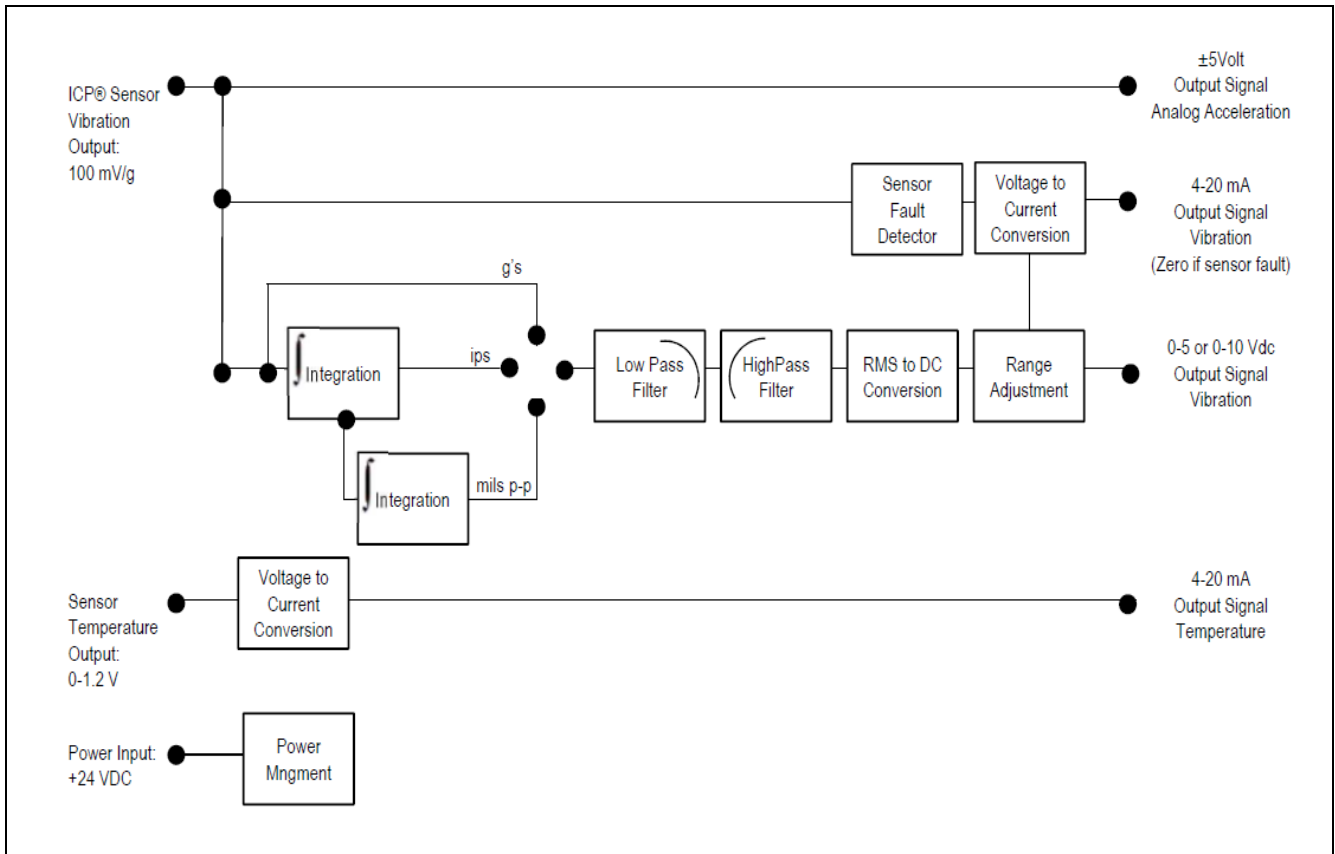 ICP® Sensor
Vibration
Output:
100 mV/g
±5Volt
Output Signal
Analog Acceleration
Sensor
Fault
Detector
Voltage to
Current
Conversion
4-20 mA
Output Signal
Vibration
(Zero if sensor fault)
g's
∫Integration
ips
Low Pass
Filter
HighPass
Filter
RMS to DC
Conversion
Range
Adjustment
0-5 or 0-10 Vdc
Output Signal
Vibration
∫Integration
mils p-p
Sensor
Temperature
Output:
0-1.2 V
Voltage to
Current
Conversion
4-20 mA
Output Signal
Temperature
Power Input:
+24 VDC
Power
Mngment